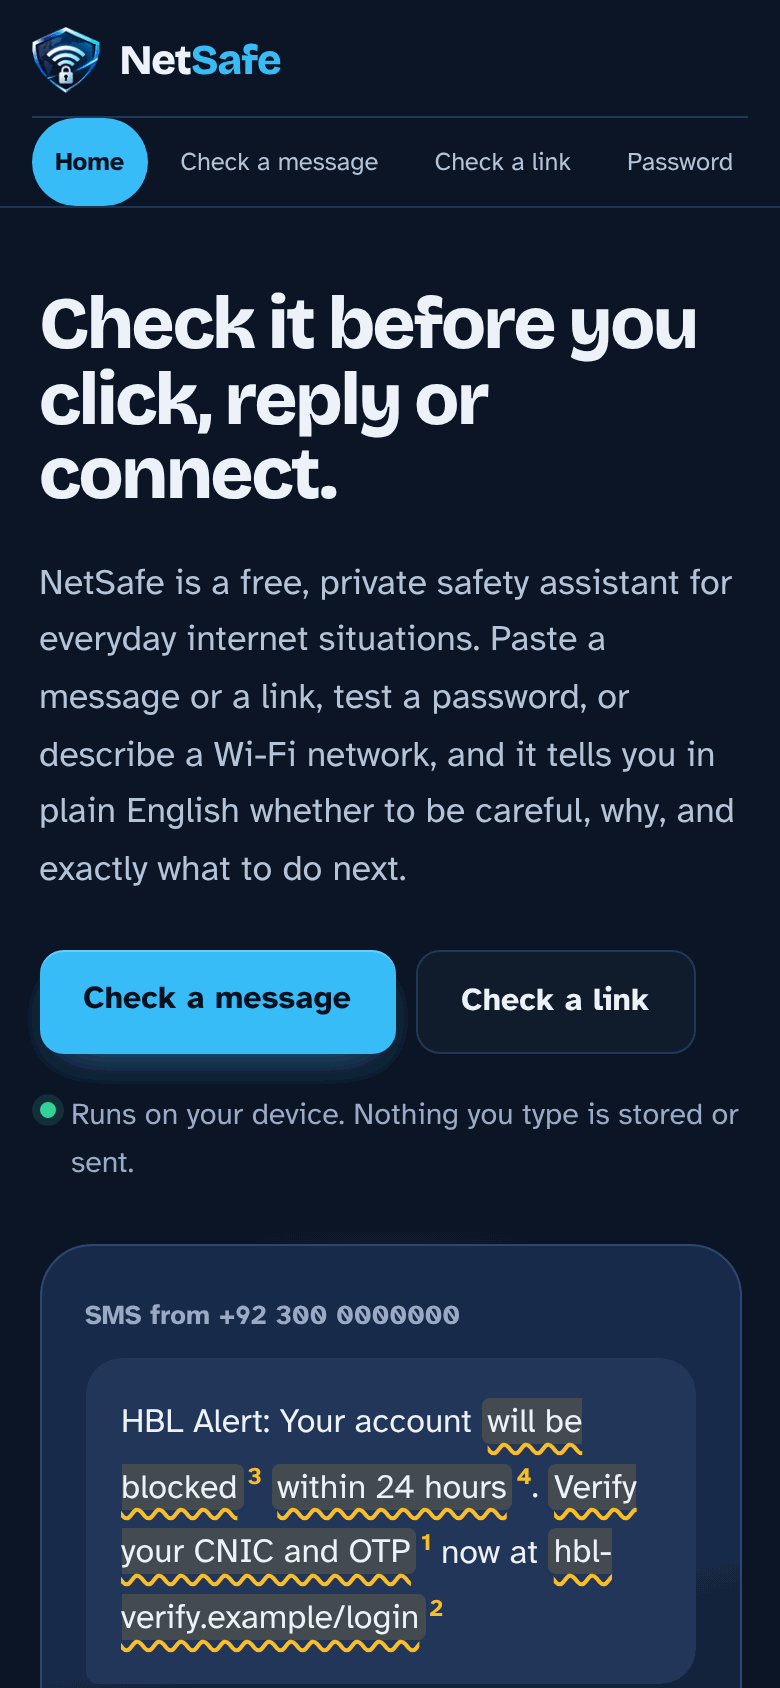 NetSafe
Home Check a message Check a link Password
Check it before you
click, reply or
connect.
NetSafe is a free, private safety assistant for
everyday internet situations. Paste a
message or a link, test a password, or
describe a Wi-Fi network, and it tells you in
plain English whether to be careful, why, and
exactly what to do next.
Check a message Check a link
Runs on your device. Nothing you type is stored or
sent.
SMS from +92 300 0000000
HBL Alert: Your account will be
blocked 3 within 24 hours 4. Verify
your CNIC and OTP 1 now at hbl-
verify.example/login 2